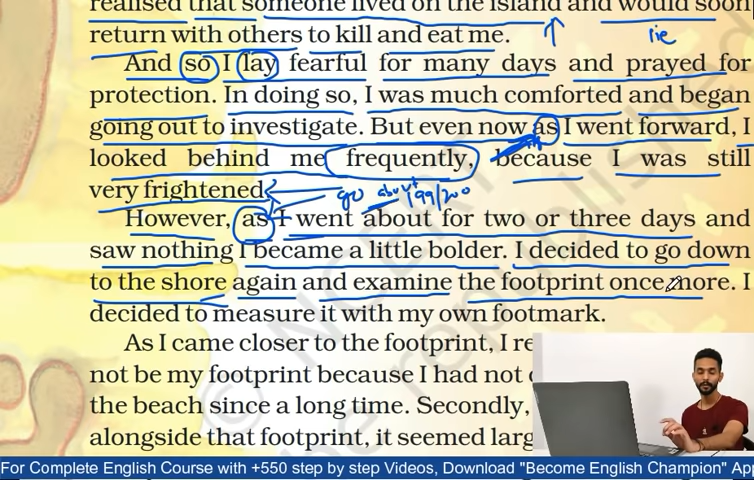 realised that someone lived on the island and would soon
return with others to kill and eat me.
lie
And so I lay fearful for many days and prayed for
protection. In doing so, I was much comforted and began
going out to investigate. But even now as I went forward, I
looked behind me frequently, because I was still
very frightened
go about 199/200
However, as I went about for two or three days and
saw nothing I became a little bolder. I decided to go down
to the shore again and examine the footprint once more. I
decided to measure it with my own footmark.
As I came closer to the footprint, I re
not be my footprint because I had not
the beach since a long time. Secondly,
alongside that footprint, it seemed larg
For Complete English Course with +550 step by step Videos, Download "Become English Champion" Ap